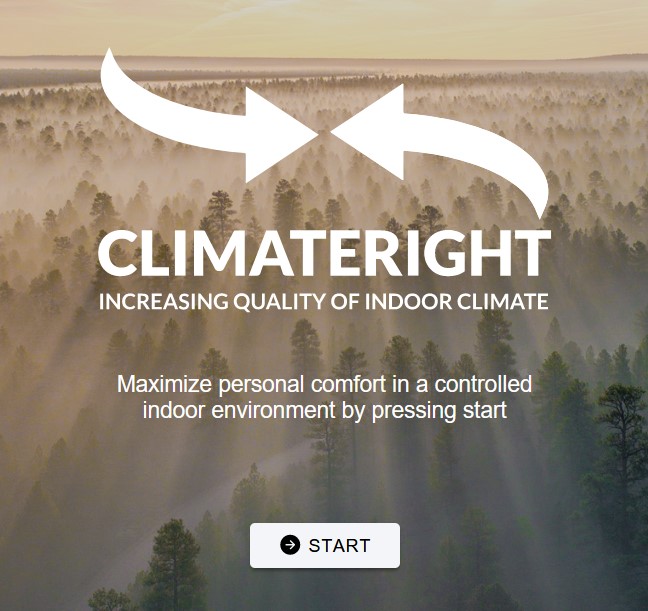 CLIMATERIGHT
INCREASING QUALITY OF INDOOR CLIMATE
Maximize personal comfort in a controlled
indoor environment by pressing start
START